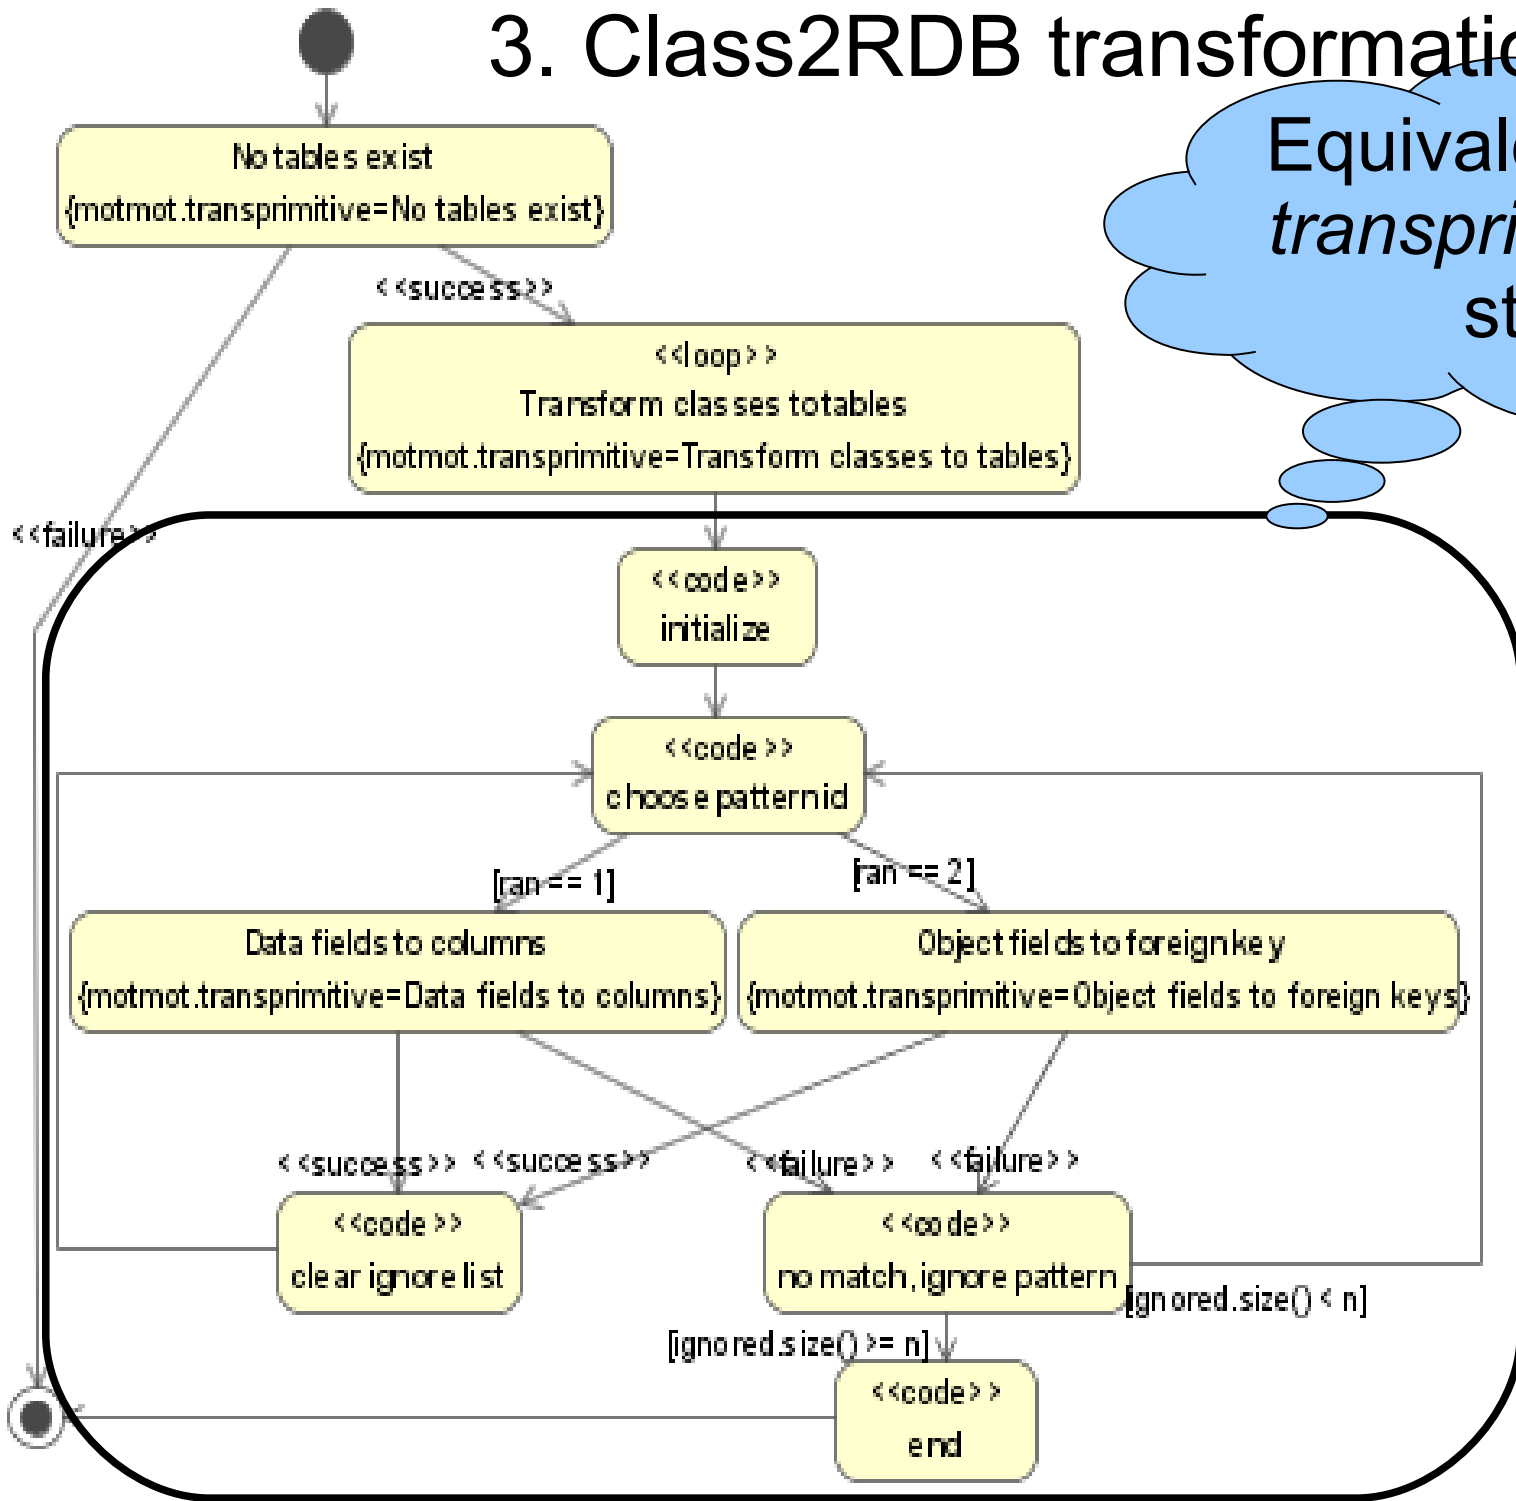 3. Class2RDB transformatio
Equivale
transpri
st
No tables exist
{motmot.transprimitive=No tables exist}
<<success>>
<<loop>>
Transform classes to tables
{motmot.transprimitive=Transform classes to tables}
<<failure>>
<<code>>
initialize
<<code>>
choose pattern id
[ran == 1]
[ran == 2]
Data fields to columns
{motmot.transprimitive=Data fields to columns}
Object fields to foreign key
{motmot.transprimitive=Object fields to foreign keys}
<<success>>
<<success>>
<<failure>>
<<failure>>
<<code>>
clear ignore list
<<code>>
no match, ignore pattern
[ignored.size() < n]
[ignored.size() >= n]
<<code>>
end